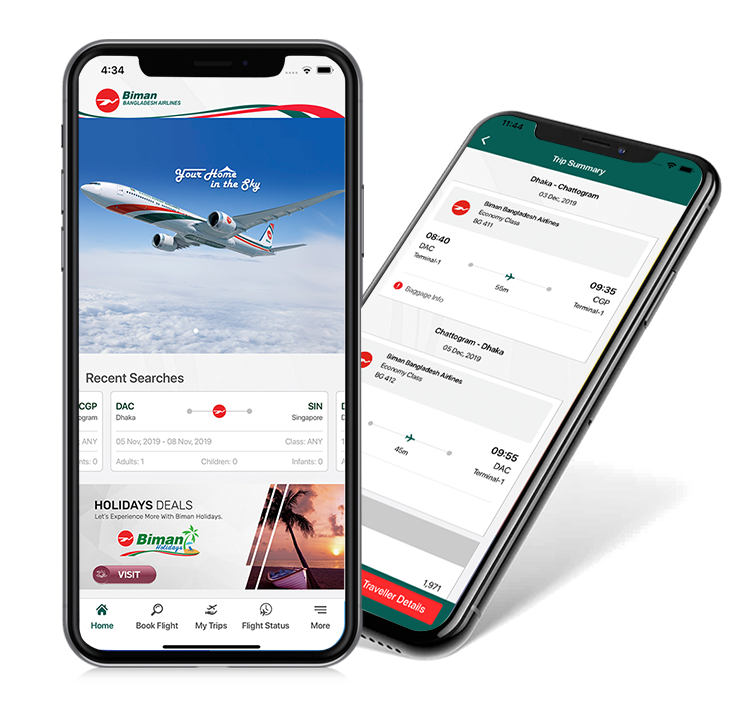 4:34
Biman
BANGLADESH AIRLINES
Your Home
in the Sky
Recent Searches
CGP
ogram
: ANY
nts: 0
DAC
Dhaka
SIN
Singapore
05 Nov, 2019 - 08 Nov, 2019
Class: ANY
Adults: 1
Children: 0
Infants: 0
HOLIDAYS DEALS
Let's Experience More With Biman Holidays.
Biman
Holidays
VISIT
Home
Book Flight
My Trips
Flight Status
More
11:44
Trip Summary
Dhaka - Chattogram
03 Dec, 2019
Biman Bangladesh Airlines
Economy Class
BG 411
08:40
DAC
Terminal-1
55m
09:35
CGP
Terminal-1
Baggage Info
Chattogram - Dhaka
05 Dec, 2019
Biman Bangladesh Airlines
Economy Class
BG 412
45m
09:55
DAC
Terminal-1
1,971
Traveller Details